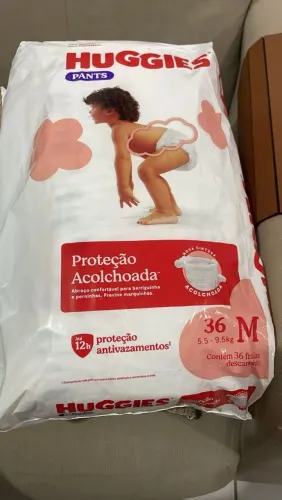 HUGGIES
PANTS
Proteção
Acolchoada
Abraço confortável para barriguinha
e perninhas. Previne marquinhas.
ACOLCHOADA
Até
12h
proteção
antivazamentos
36 M
5.5 - 9.5kg
Contém 36 fraldas
HUGGIES